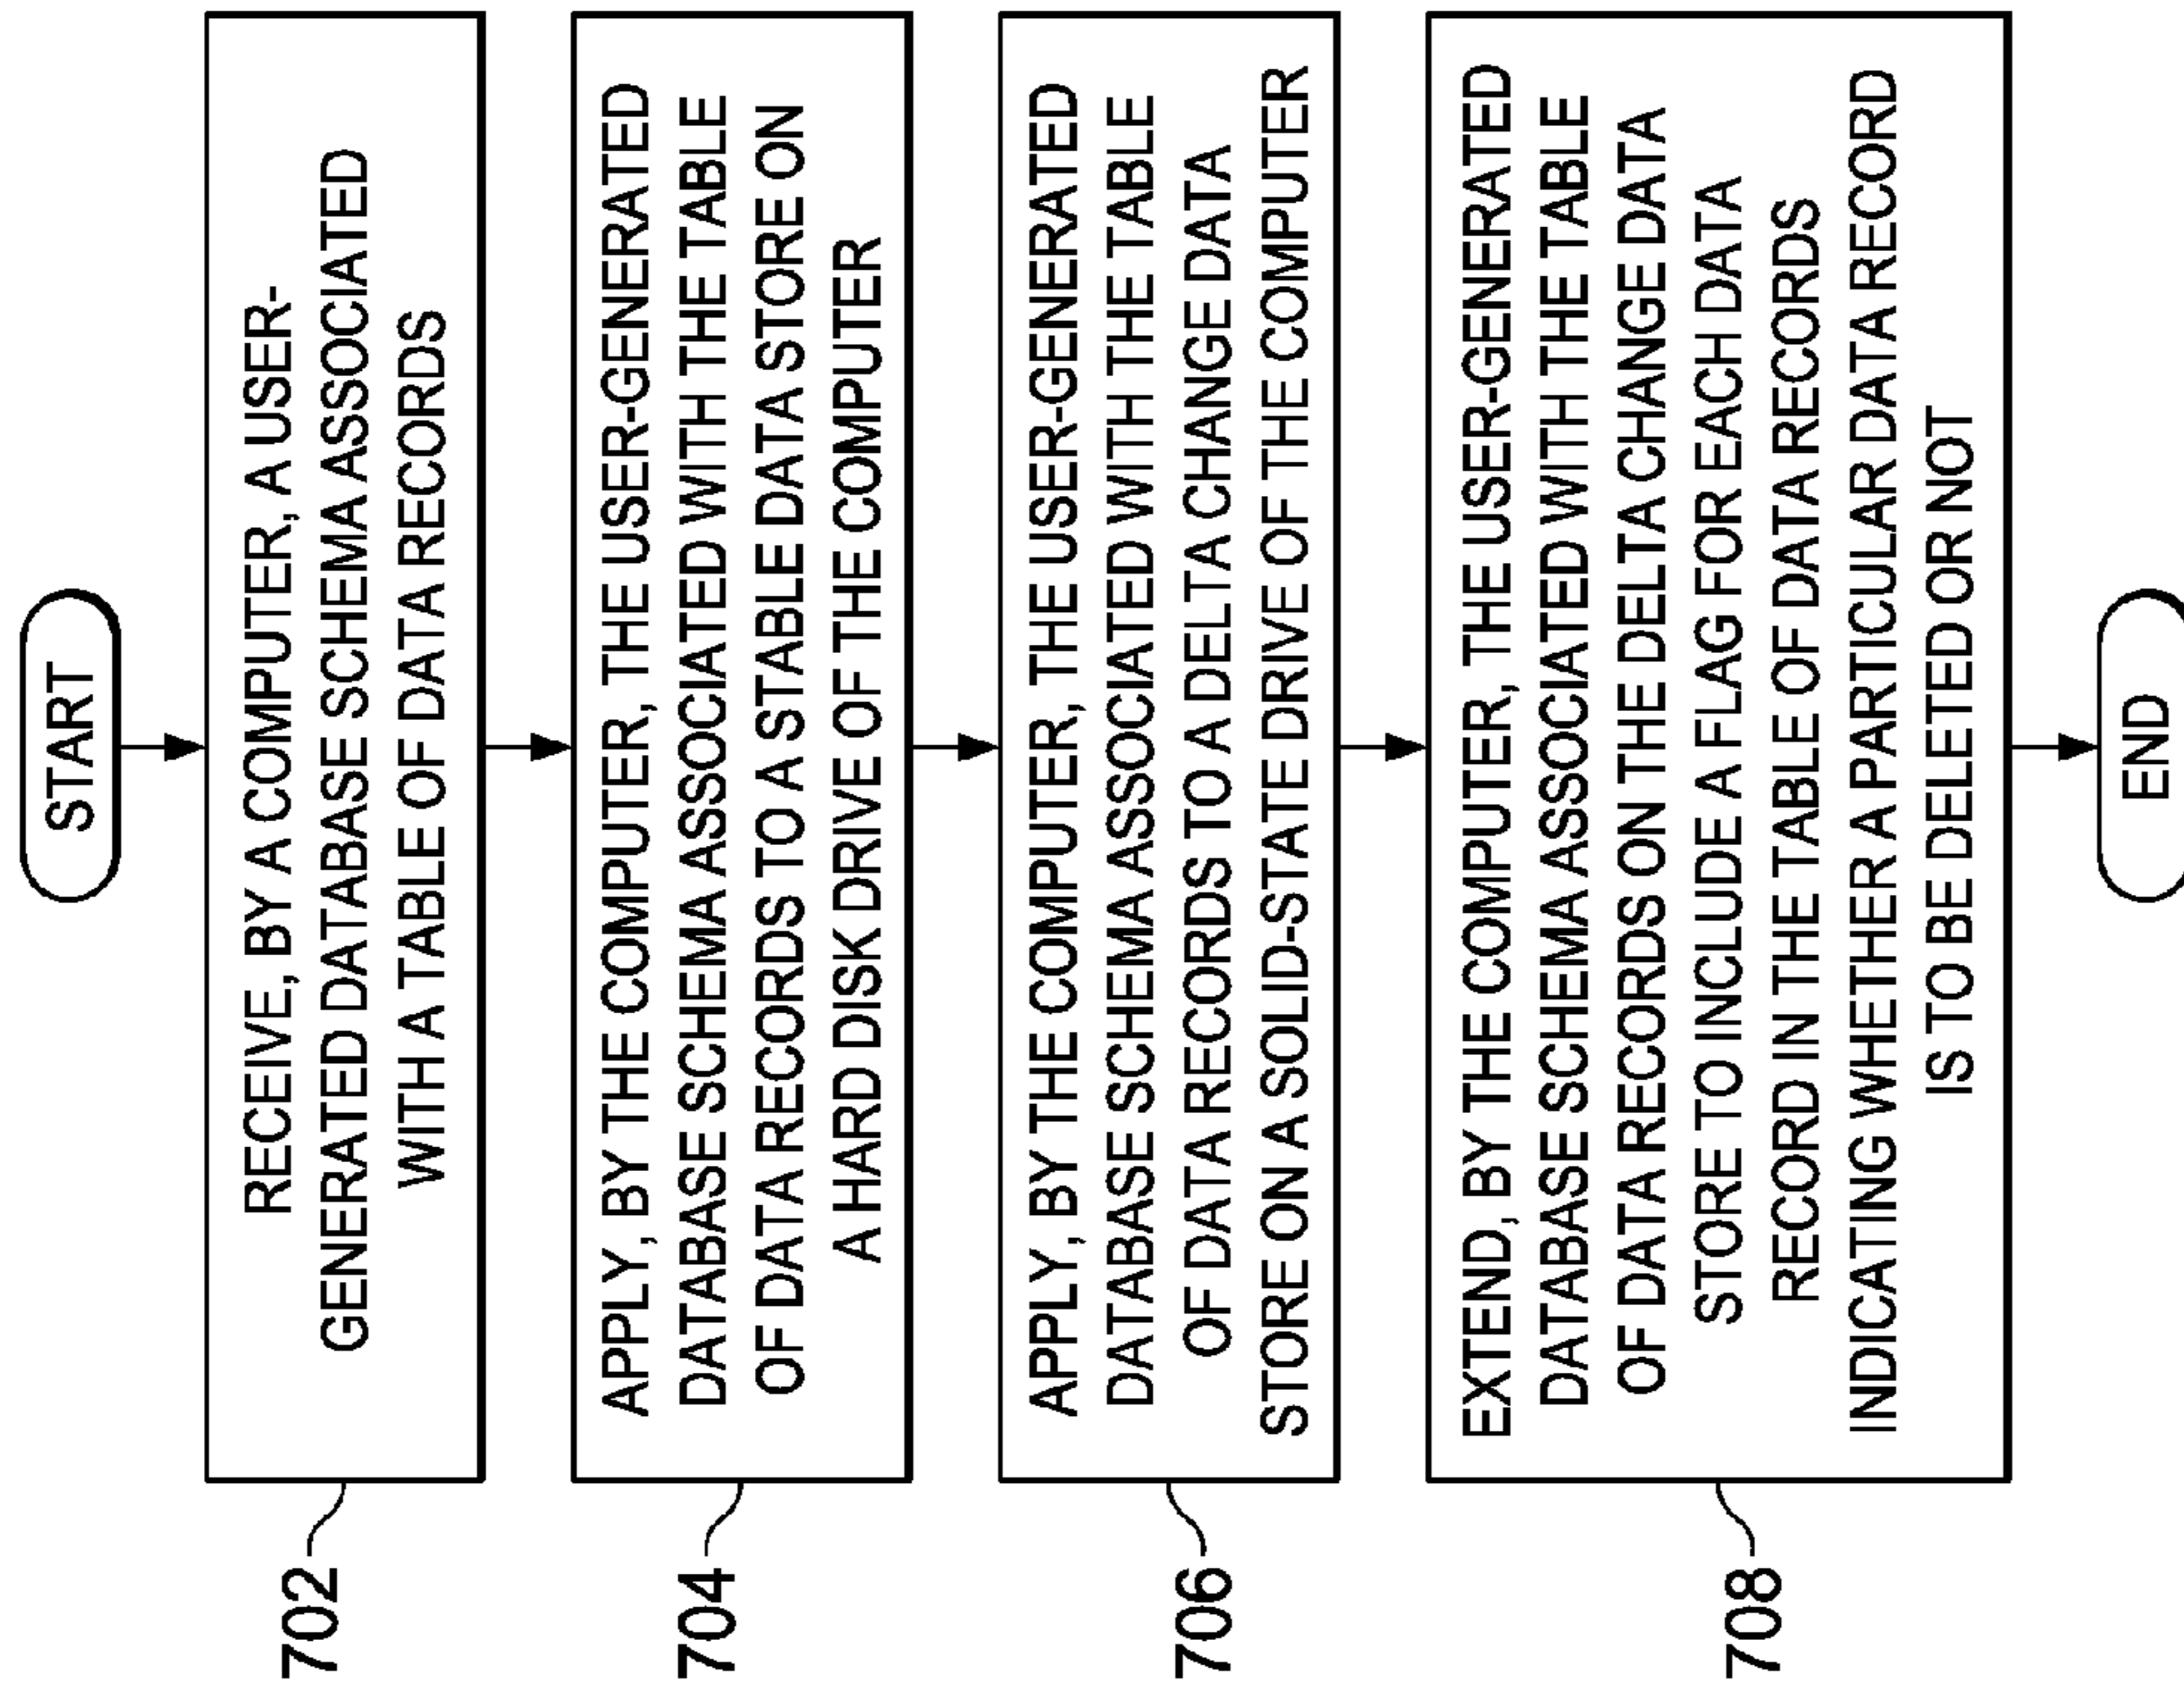 START
RECEIVE, BY A COMPUTER, A USER-
GENERATED DATABASE SCHEMA ASSOCIATED
WITH A TABLE OF DATA RECORDS
702
APPLY, BY THE COMPUTER, THE USER-GENERATED
DATABASE SCHEMA ASSOCIATED WITH THE TABLE
OF DATA RECORDS TO A STABLE DATA STORE ON
A HARD DISK DRIVE OF THE COMPUTER
704
APPLY, BY THE COMPUTER, THE USER-GENERATED
DATABASE SCHEMA ASSOCIATED WITH THE TABLE
OF DATA RECORDS TO A DELTA CHANGE DATA
STORE ON A SOLID-STATE DRIVE OF THE COMPUTER
706
EXTEND, BY THE COMPUTER, THE USER-GENERATED
DATABASE SCHEMA ASSOCIATED WITH THE TABLE
OF DATA RECORDS ON THE DELTA CHANGE DATA
STORE TO INCLUDE A FLAG FOR EACH DATA
RECORD IN THE TABLE OF DATA RECORDS
INDICATING WHETHER A PARTICULAR DATA RECORD
IS TO BE DELETED OR NOT
708
END